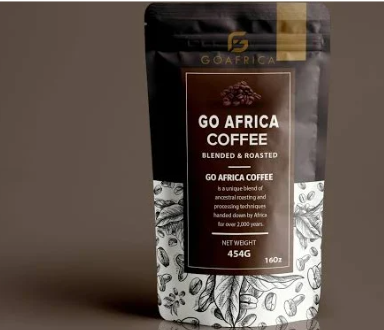 GOAFRICA
GO AFRICA
COFFEE
BLENDED & ROASTED
GO AFRICA COFFEE
Is a unique blend of
ancestral roasting and
processing techniques
handed down by Africa
for over 2,000 years.
NET WEIGHT
454G
160z